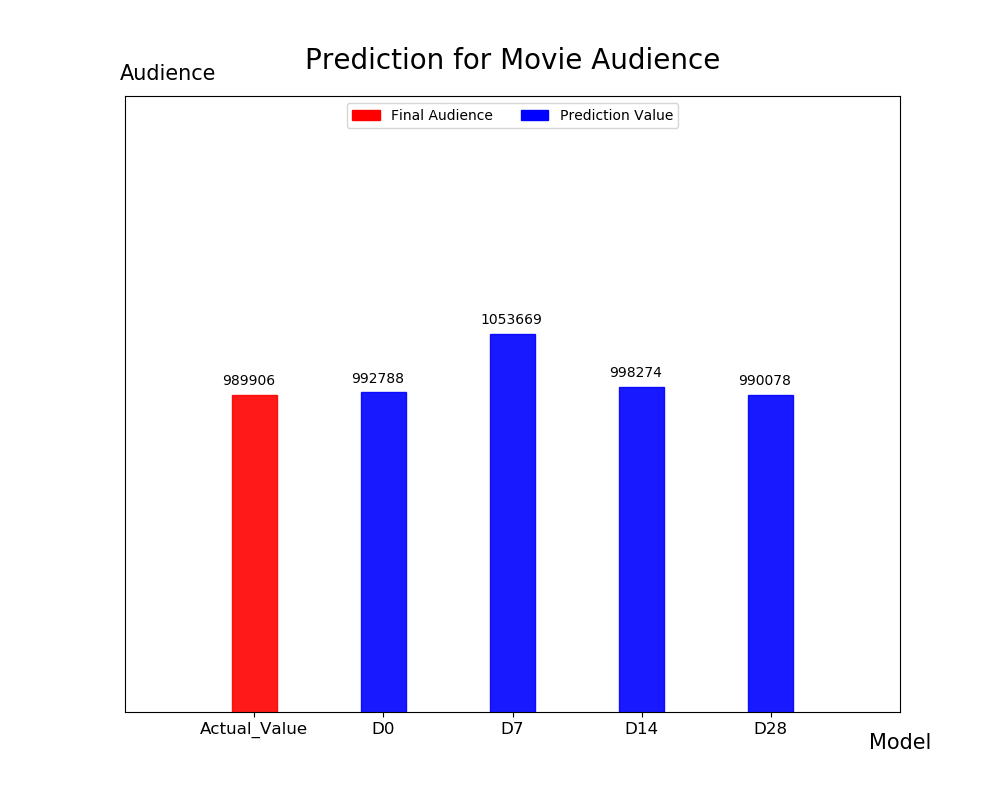 Prediction for Movie Audience
Audience
Final Audience
Prediction Value
989906
992788
1053669
998274
990078
Actual_Value
D0
D7
D14
D28
Model